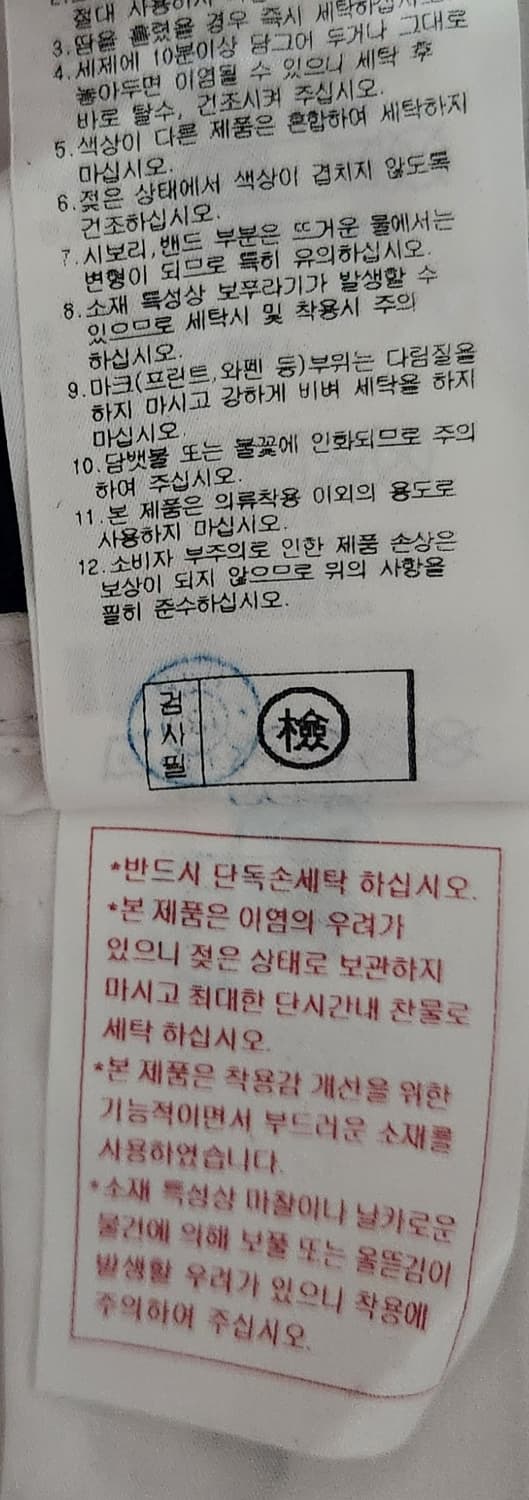 절대 사용하지
3.땀을 흘렸을 경우 즉시 세탁하십시오.
4.세제에 10분이상 담그어 두거나 그대로
놓아두면 이염될 수 있으니 세탁 후
바로 탈수, 건조시켜 주십시오.
5.색상이 다른 제품은 혼합하여 세탁하지
마십시오.
6.젖은 상태에서 색상이 겹치지 않도록
건조하십시오.
7.시보리,밴드 부분은 뜨거운 물에서는
변형이 되므로 특히 유의하십시오.
8.소재 특성상 보푸라기가 발생할 수
있으므로 세탁시 및 착용시 주의
하십시오.
9.마크(프린트,와펜 등)부위는 다림질을
하지 마시고 강하게 비벼 세탁을 하지
마십시오.
10.담뱃불 또는 불꽃에 인화되므로 주의
하여 주십시오.
11.본 제품은 의류착용 이외의 용도로
사용하지 마십시오.
12.소비자 부주의로 인한 제품 손상은
보상이 되지 않으므로 위의 사항을
필히 준수하십시오.
검사필 檢
*반드시 단독손세탁 하십시오.
*본 제품은 이염의 우려가
있으니 젖은 상태로 보관하지
마시고 최대한 단시간내 찬물로
세탁 하십시오.
*본 제품은 착용감 개선을 위한
기능적이면서 부드러운 소재를
사용하였습니다.
*소재 특성상 마찰이나 날카로운
물건에 의해 보풀 또는 올뜯김이
발생할 우려가 있으니 착용에
주의하여 주십시오.